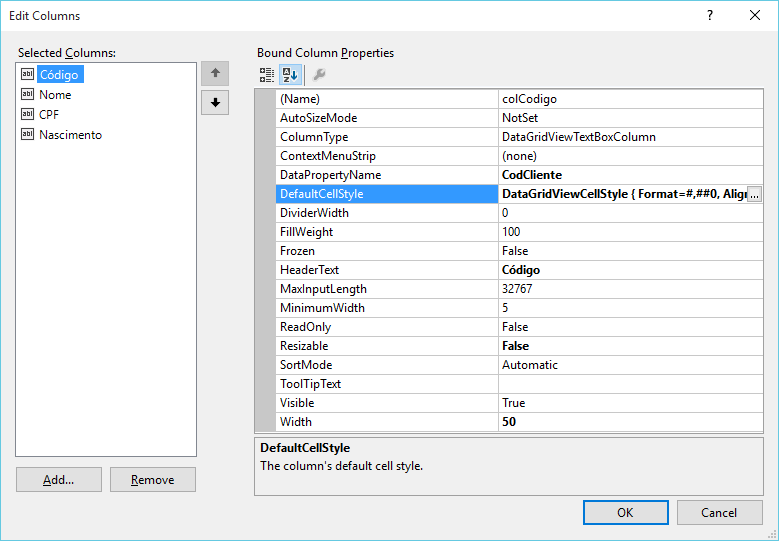 Edit Columns
Selected Columns:
Código
Nome
CPF
Nascimento
Add...
Remove
Bound Column Properties
(Name) colCodigo
AutoSizeMode NotSet
ColumnType DataGridViewTextBoxColumn
ContextMenuStrip (none)
DataPropertyName CodCliente
DefaultCellStyle DataGridViewCellStyle { Format=#,##0, Align...
DividerWidth 0
FillWeight 100
Frozen False
HeaderText Código
MaxInputLength 32767
MinimumWidth 5
ReadOnly False
Resizable False
SortMode Automatic
ToolTipText
Visible True
Width 50
DefaultCellStyle
The column's default cell style.
OK
Cancel